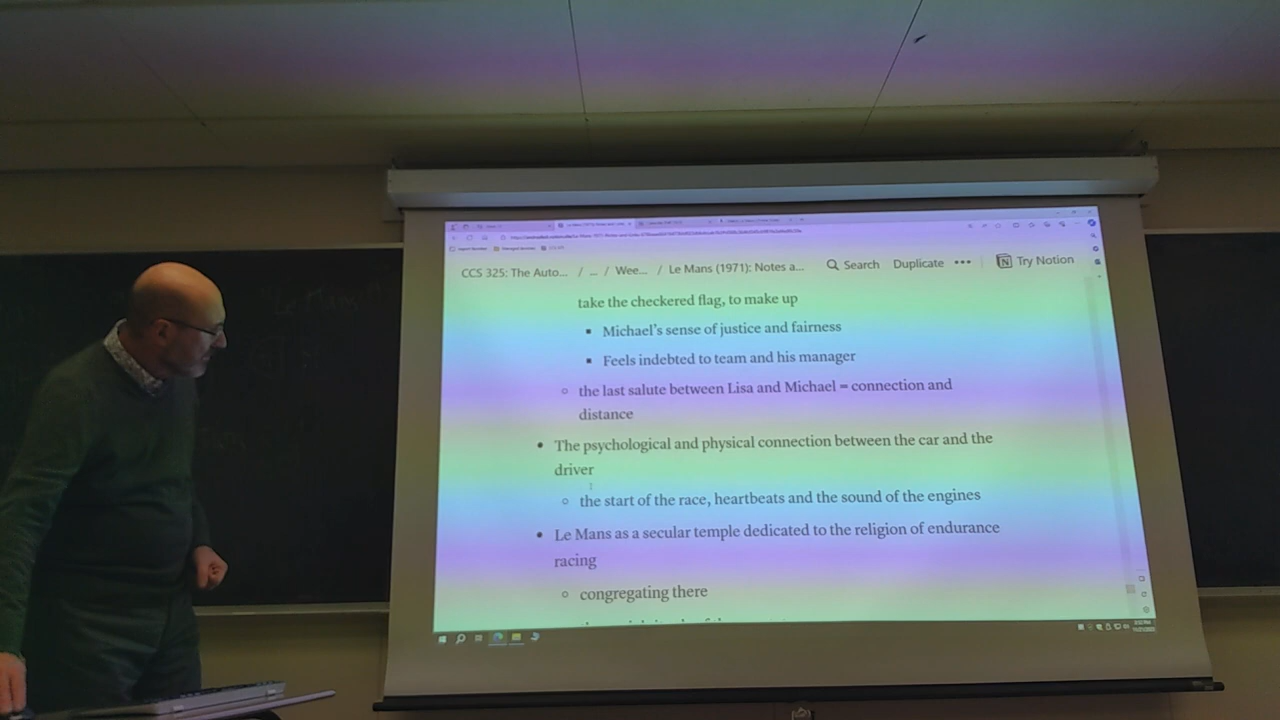 CCS 325: The Auto... / ... / Wee... / Le Mans (1971): Notes a... Search Duplicate ••• Try Notion
take the checkered flag, to make up
▪ Michael's sense of justice and fairness
▪ Feels indebted to team and his manager
○ the last salute between Lisa and Michael = connection and
distance
• The psychological and physical connection between the car and the
driver
○ the start of the race, heartbeats and the sound of the engines
• Le Mans as a secular temple dedicated to the religion of endurance
racing
○ congregating there